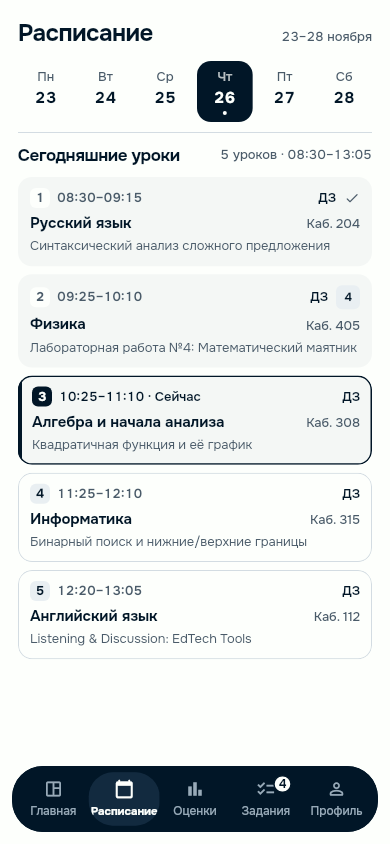 Расписание
23–28 ноября
Пн Вт Ср Чт Пт Сб
23 24 25 26 27 28
Сегодняшние уроки
5 уроков · 08:30–13:05
1 08:30–09:15 ДЗ
Русский язык Каб. 204
Синтаксический анализ сложного предложения
2 09:25–10:10 ДЗ 4
Физика Каб. 405
Лабораторная работа №4: Математический маятник
3 10:25–11:10 · Сейчас ДЗ
Алгебра и начала анализа Каб. 308
Квадратичная функция и её график
4 11:25–12:10 ДЗ
Информатика Каб. 315
Бинарный поиск и нижние/верхние границы
5 12:20–13:05 ДЗ
Английский язык Каб. 112
Listening & Discussion: EdTech Tools
4
Главная Расписание Оценки Задания Профиль